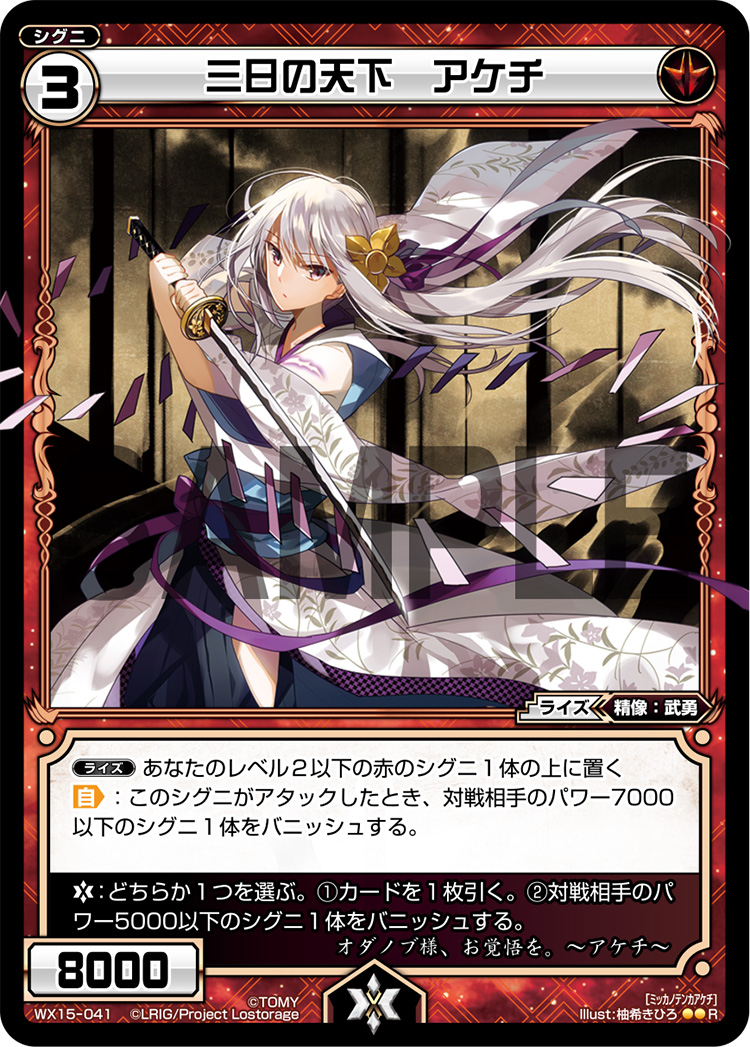 シグニ
3
三日の天下 アケチ
SAMPLE
ライズ 精像：武勇
ライズ あなたのレベル２以下の赤のシグニ１体の上に置く
自：このシグニがアタックしたとき、対戦相手のパワー7000
以下のシグニ１体をバニッシュする。
：どちらか１つを選ぶ。①カードを１枚引く。②対戦相手のパ
ワー5000以下のシグニ１体をバニッシュする。
オダノブ様、お覚悟を。～アケチ～
8000
©TOMY
[ミッカノテンカアケチ]
WX15-041 ©LRIG/Project Lostorage
Illust:柚希きひろ R